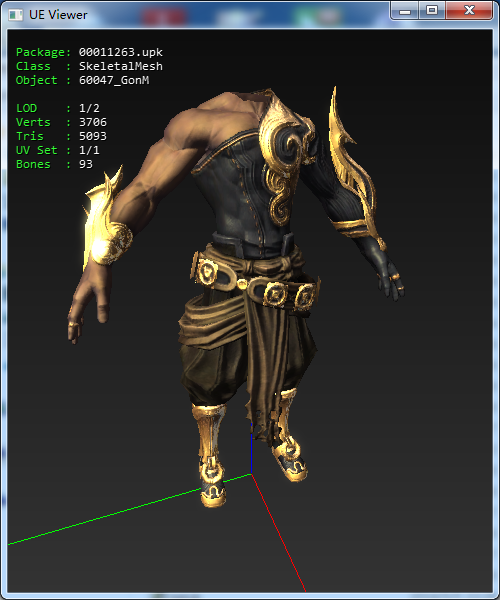 UE Viewer
Package: 00011263.upk
Class : SkeletalMesh
Object : 60047_GonM
LOD : 1/2
Verts : 3706
Tris : 5093
UV Set : 1/1
Bones : 93